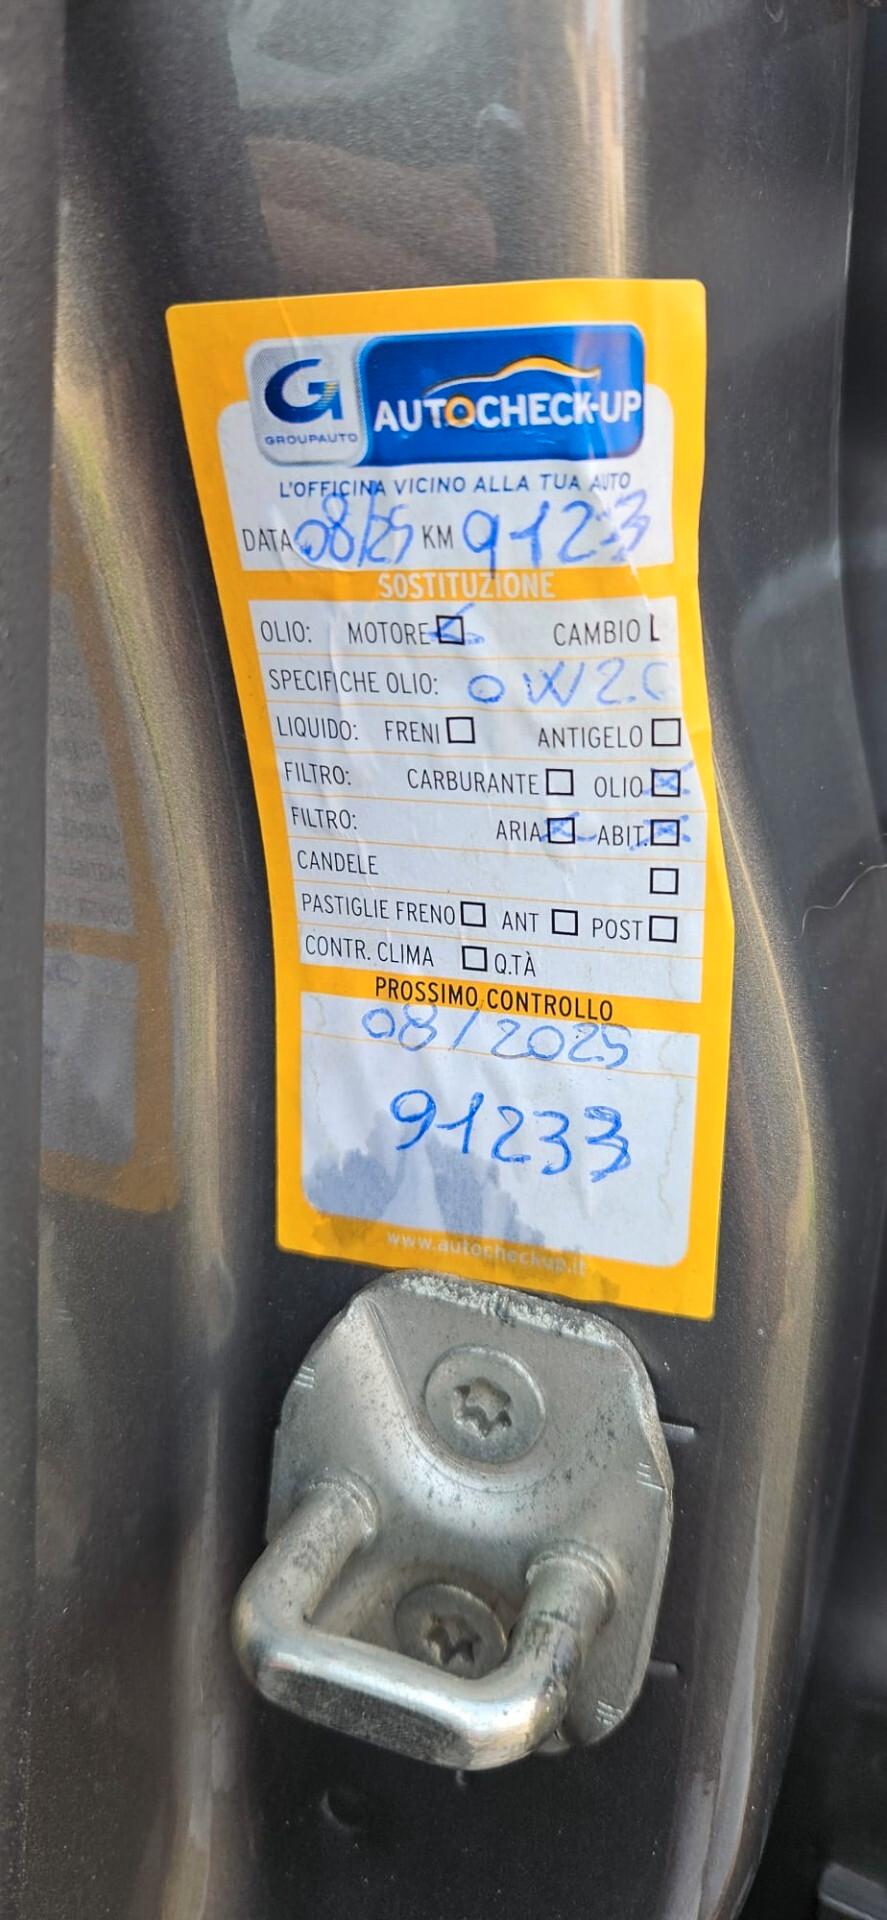 G
GROUPAUTO
AUTOCHECK-UP
L'OFFICINA VICINO ALLA TUA AUTO
DATA 08/25 KM 91233
SOSTITUZIONE
OLIO: MOTORE CAMBIO
SPECIFICHE OLIO: 0W20
LIQUIDO: FRENI ANTIGELO
FILTRO: CARBURANTE OLIO
FILTRO: ARIA ABIT.
CANDELE
PASTIGLIE FRENO ANT POST
CONTR. CLIMA Q.TÀ
PROSSIMO CONTROLLO
08/2025
91233
www.autocheckup.it